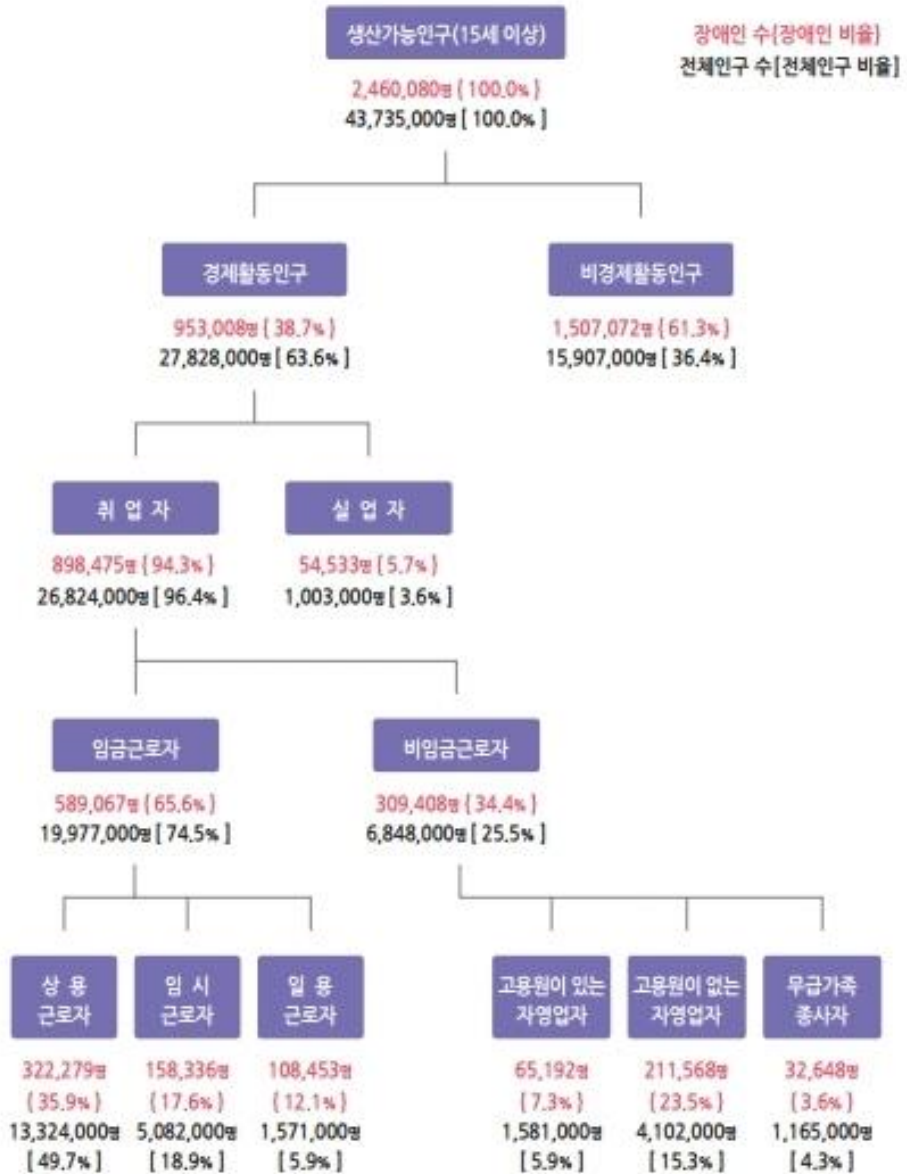 생산가능인구(15세 이상)
장애인 수{장애인 비율}
전체인구 수[전체인구 비율]
2,460,080명 { 100.0% }
43,735,000명 [ 100.0% ]
경제활동인구
비경제활동인구
953,008명 { 38.7% }
1,507,072명 { 61.3% }
27,828,000명 [ 63.6% ]
15,907,000명 [ 36.4% ]
취 업 자
실 업 자
898,475명 { 94.3% }
54,533명 { 5.7% }
26,824,000명 [ 96.4% ]
1,003,000명 [ 3.6% ]
임금근로자
비임금근로자
589,067명 { 65.6% }
309,408명 { 34.4% }
19,977,000명 [ 74.5% ]
6,848,000명 [ 25.5% ]
상 용
근로자
임 시
근로자
일 용
근로자
고용원이 있는
자영업자
고용원이 없는
자영업자
무급가족
종사자
322,279명
{ 35.9% }
13,324,000명
[ 49.7% ]
158,336명
{ 17.6% }
5,082,000명
[ 18.9% ]
108,453명
{ 12.1% }
1,571,000명
[ 5.9% ]
65,192명
{ 7.3% }
1,581,000명
[ 5.9% ]
211,568명
{ 23.5% }
4,102,000명
[ 15.3% ]
32,648명
{ 3.6% }
1,165,000명
[ 4.3% ]